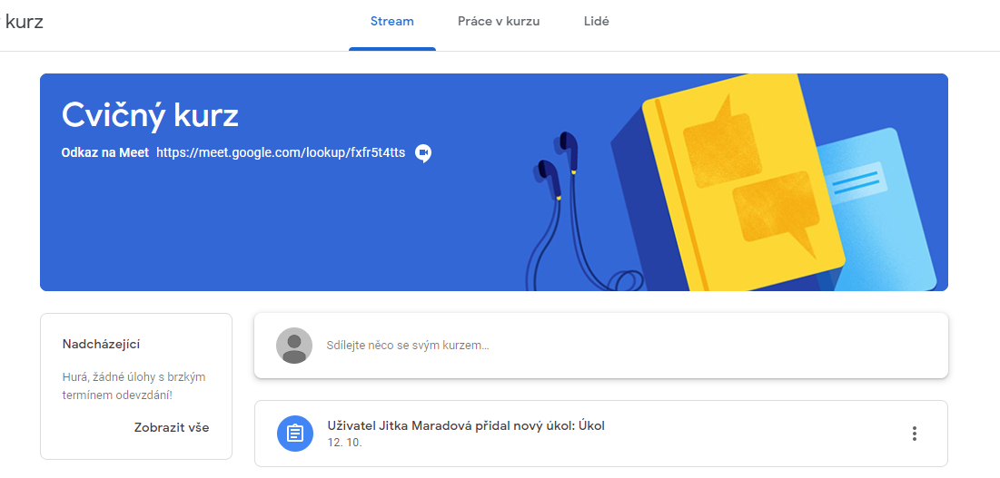 kurz
Stream
Práce v kurzu
Lidé
Cvičný kurz
Odkaz na Meet https://meet.google.com/lookup/fxfr5t4tts
Nadcházející
Hurá, žádné úlohy s brzkým
termínem odevzdání!
Zobrazit vše
Sdílejte něco se svým kurzem…
Uživatel Jitka Maradová přidal nový úkol: Úkol
12. 10.